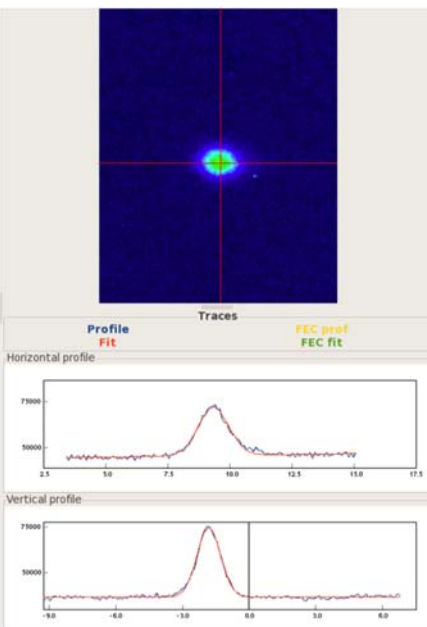 Traces
Profile FEC prof
Fit FEC fit
Horizontal profile
75000
50000
2.5 5.0 7.5 10.0 12.5 15.0 17.5
Vertical profile
75000
50000
-9.0 -6.0 -3.0 0.0 3.0 6.0